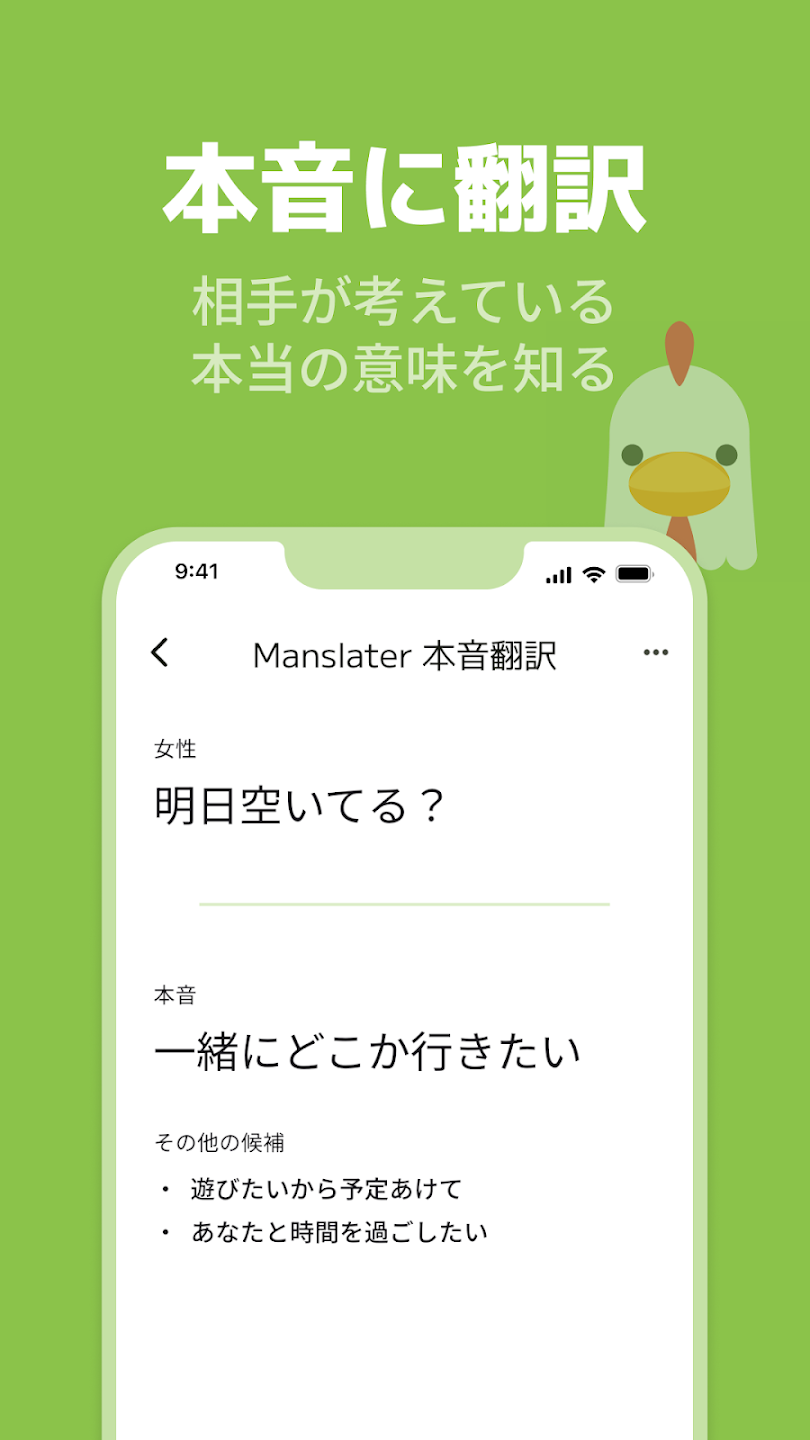 本音に翻訳
相手が考えている
本当の意味を知る
9:41
Manslater 本音翻訳
女性
明日空いてる？
本音
一緒にどこか行きたい
その他の候補
・ 遊びたいから予定あけて
・ あなたと時間を過ごしたい